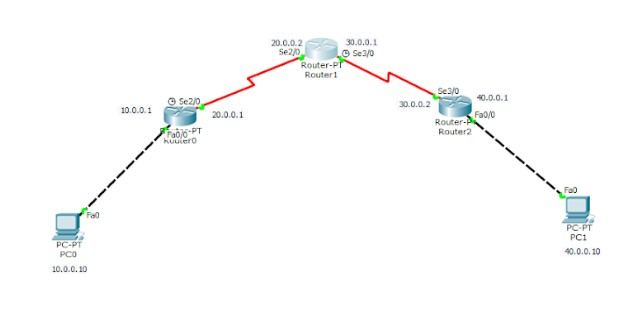 20.0.0.2
30.0.0.1
Se2/0
Se3/0
Router-PT
Router1
Se2/0
10.0.0.1
20.0.0.1
Fa0/0
Router0
Se3/0
40.0.0.1
30.0.0.2
Fa0/0
Router2
Fa0
PC-PT
PC0
10.0.0.10
Fa0
PC-PT
PC1
40.0.0.10